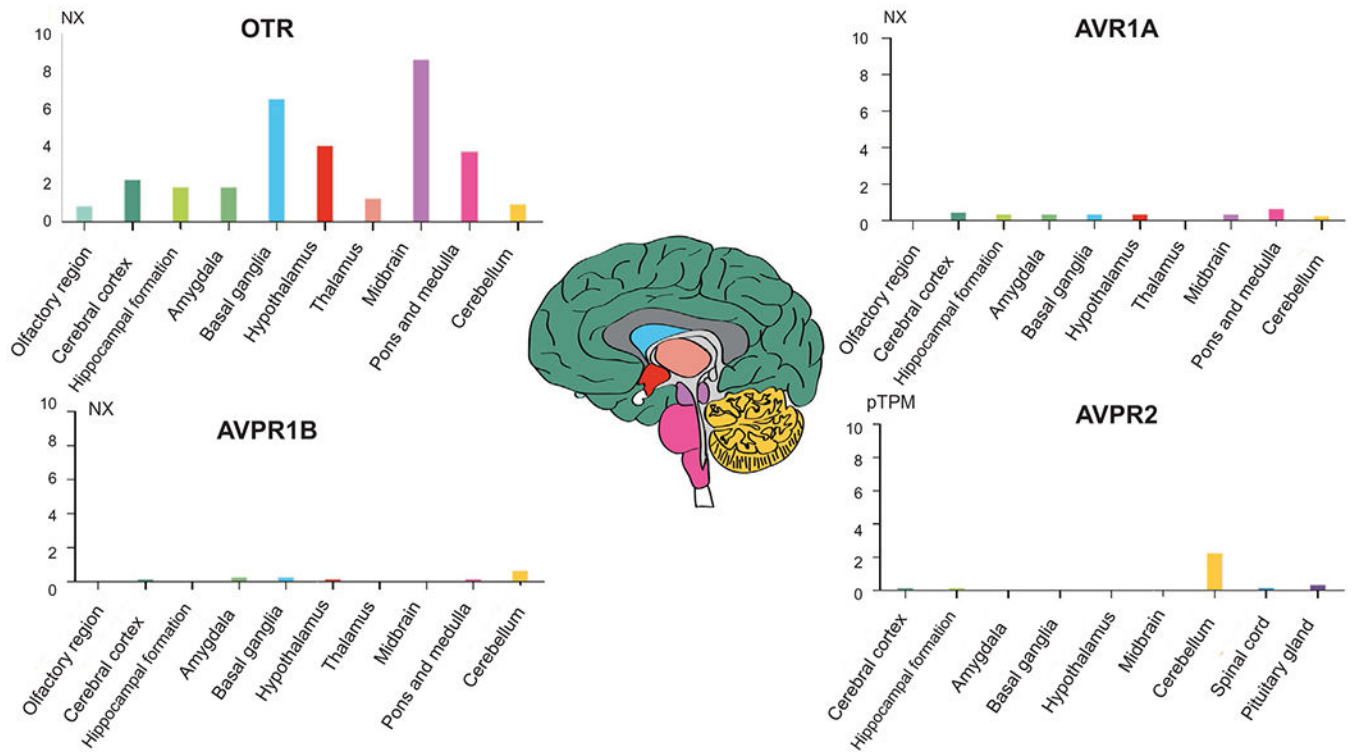 NX
OTR
10
8
6
4
2
0
Olfactory region
Cerebral cortex
Hippocampal formation
Amygdala
Basal ganglia
Hypothalamus
Thalamus
Midbrain
Pons and medulla
Cerebellum
NX
AVR1A
10
8
6
4
2
0
Olfactory region
Cerebral cortex
Hippocampal formation
Amygdala
Basal ganglia
Hypothalamus
Thalamus
Midbrain
Pons and medulla
Cerebellum
NX
AVPR1B
10
8
6
4
2
0
Olfactory region
Cerebral cortex
Hippocampal formation
Amygdala
Basal ganglia
Hypothalamus
Thalamus
Midbrain
Pons and medulla
Cerebellum
pTPM
AVPR2
10
8
6
4
2
0
Cerebral cortex
Hippocampal formation
Amygdala
Basal ganglia
Hypothalamus
Midbrain
Cerebellum
Spinal cord
Pituitary gland